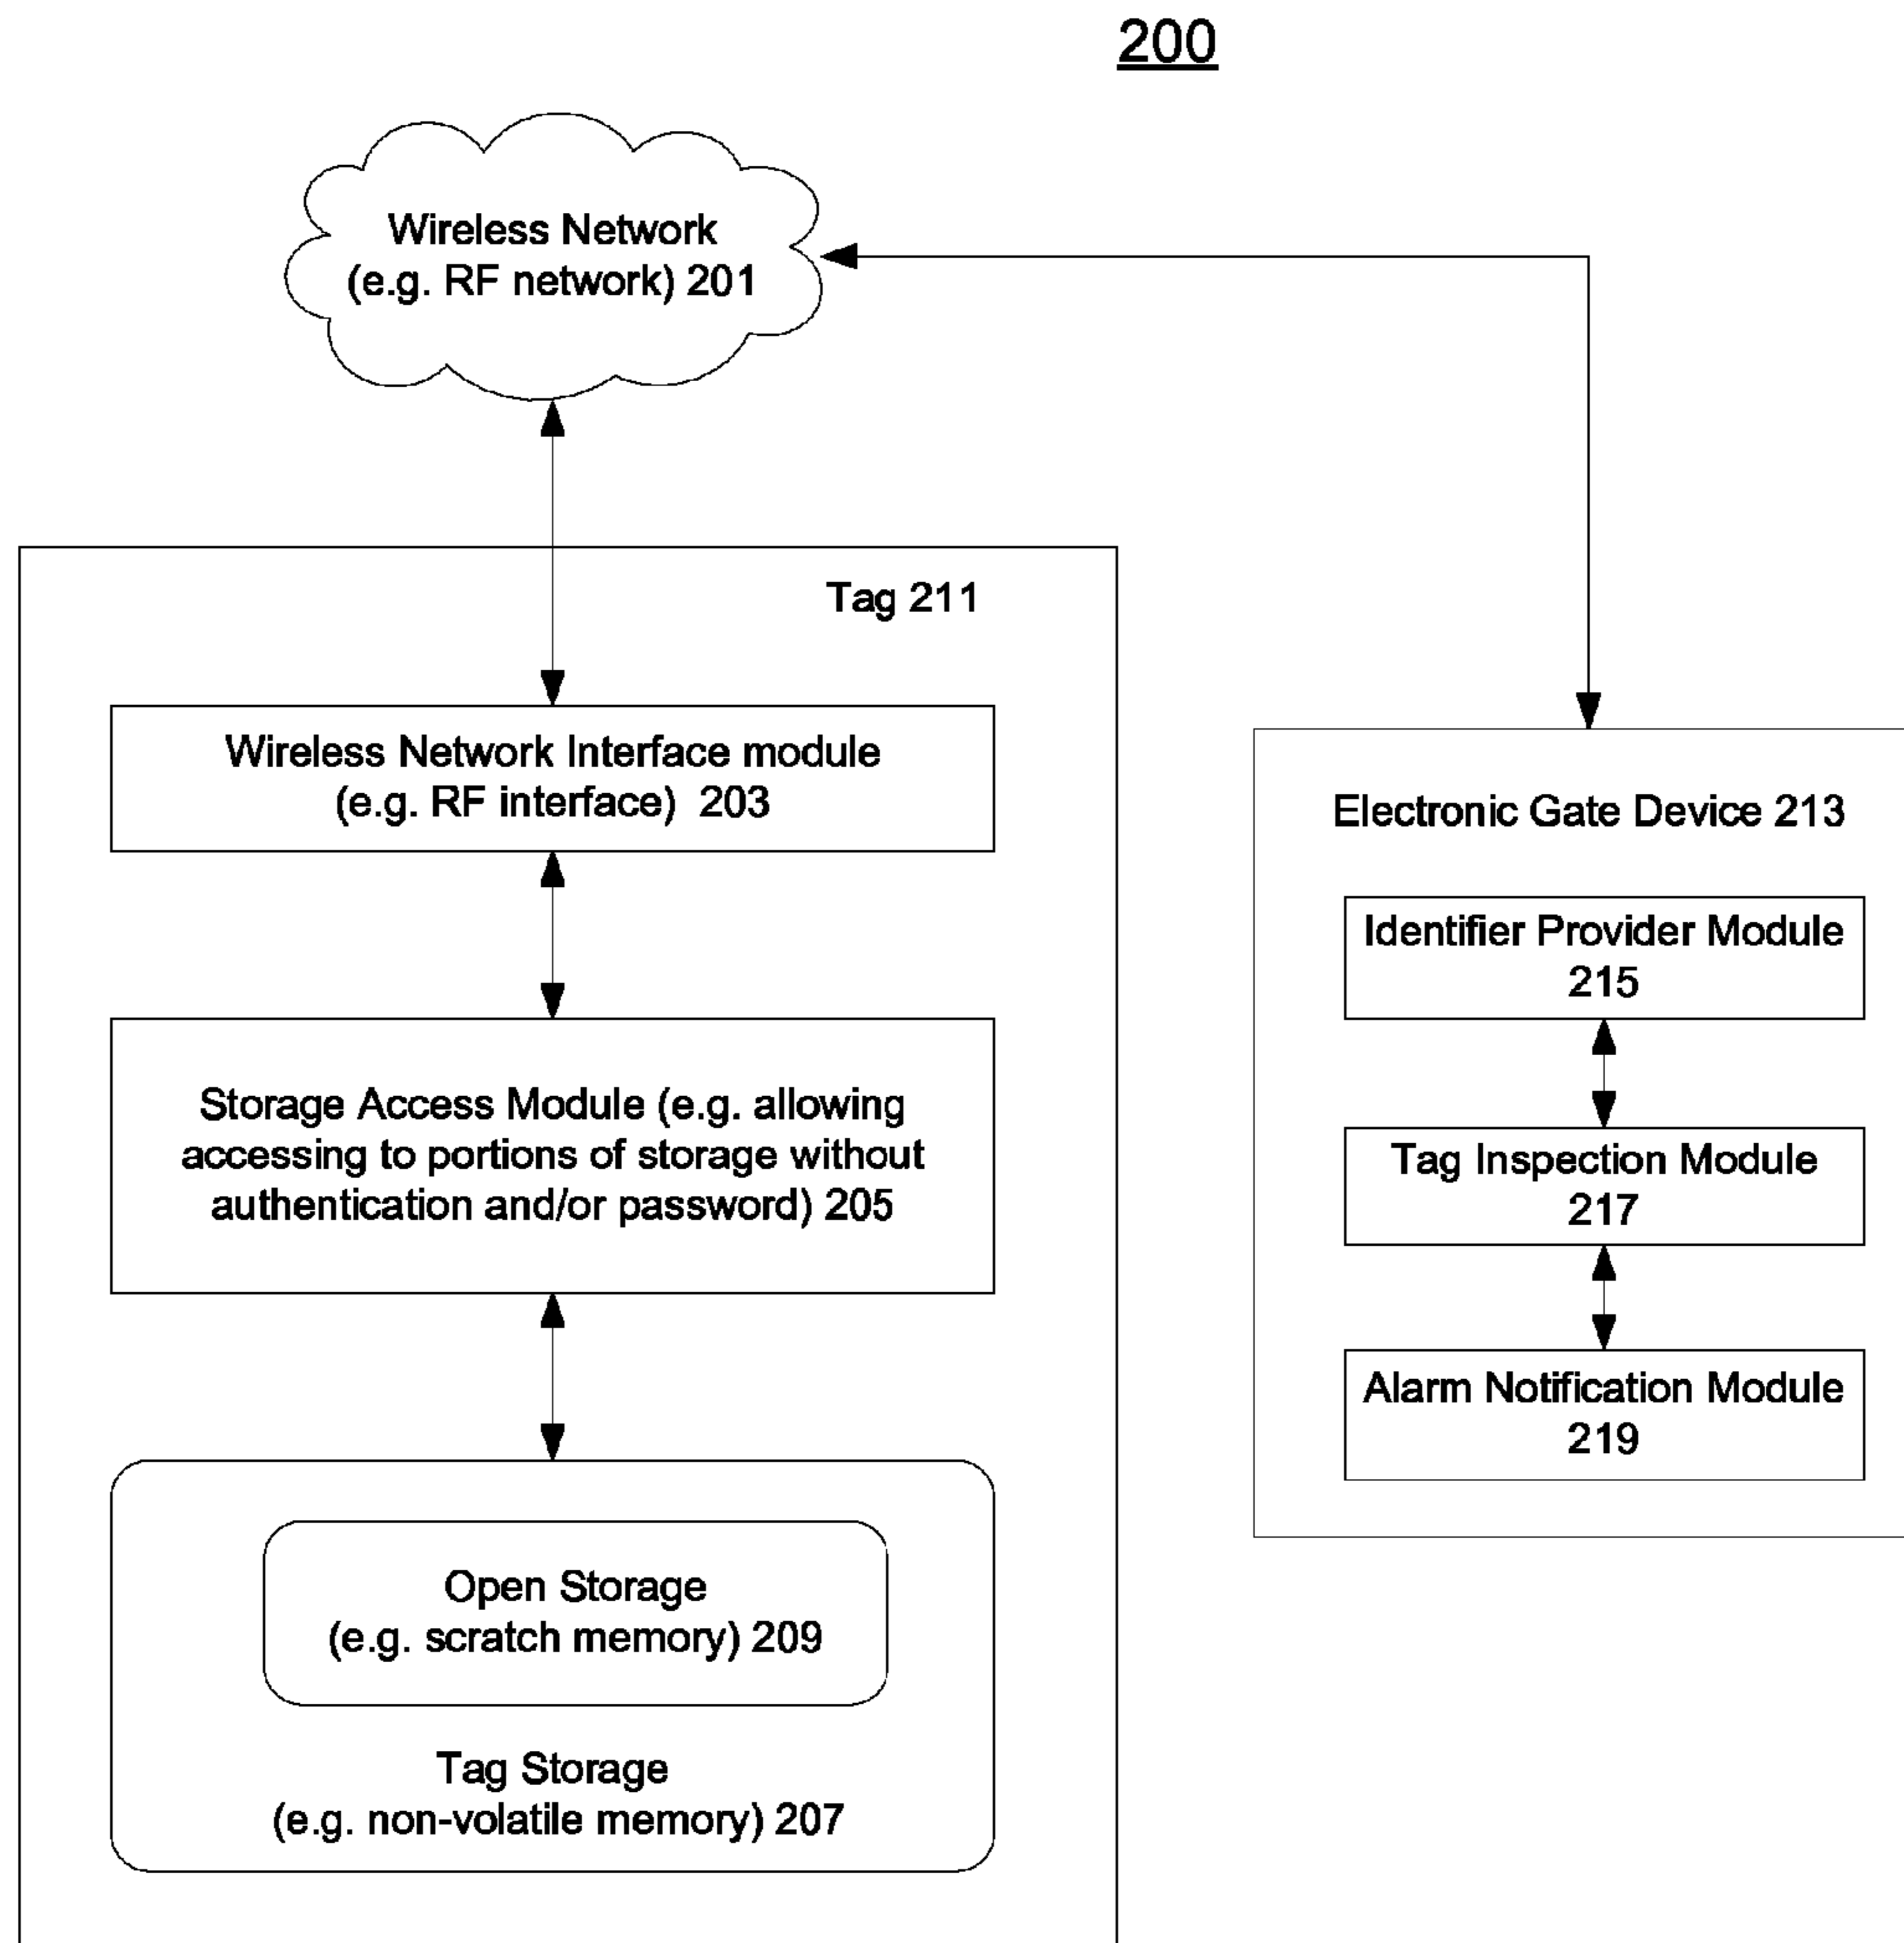 200
Wireless Network
(e.g. RF network) 201
Tag 211
Wireless Network Interface module
(e.g. RF interface) 203
Storage Access Module (e.g. allowing
accessing to portions of storage without
authentication and/or password) 205
Open Storage
(e.g. scratch memory) 209
Tag Storage
(e.g. non-volatile memory) 207
Electronic Gate Device 213
Identifier Provider Module
215
Tag Inspection Module
217
Alarm Notification Module
219